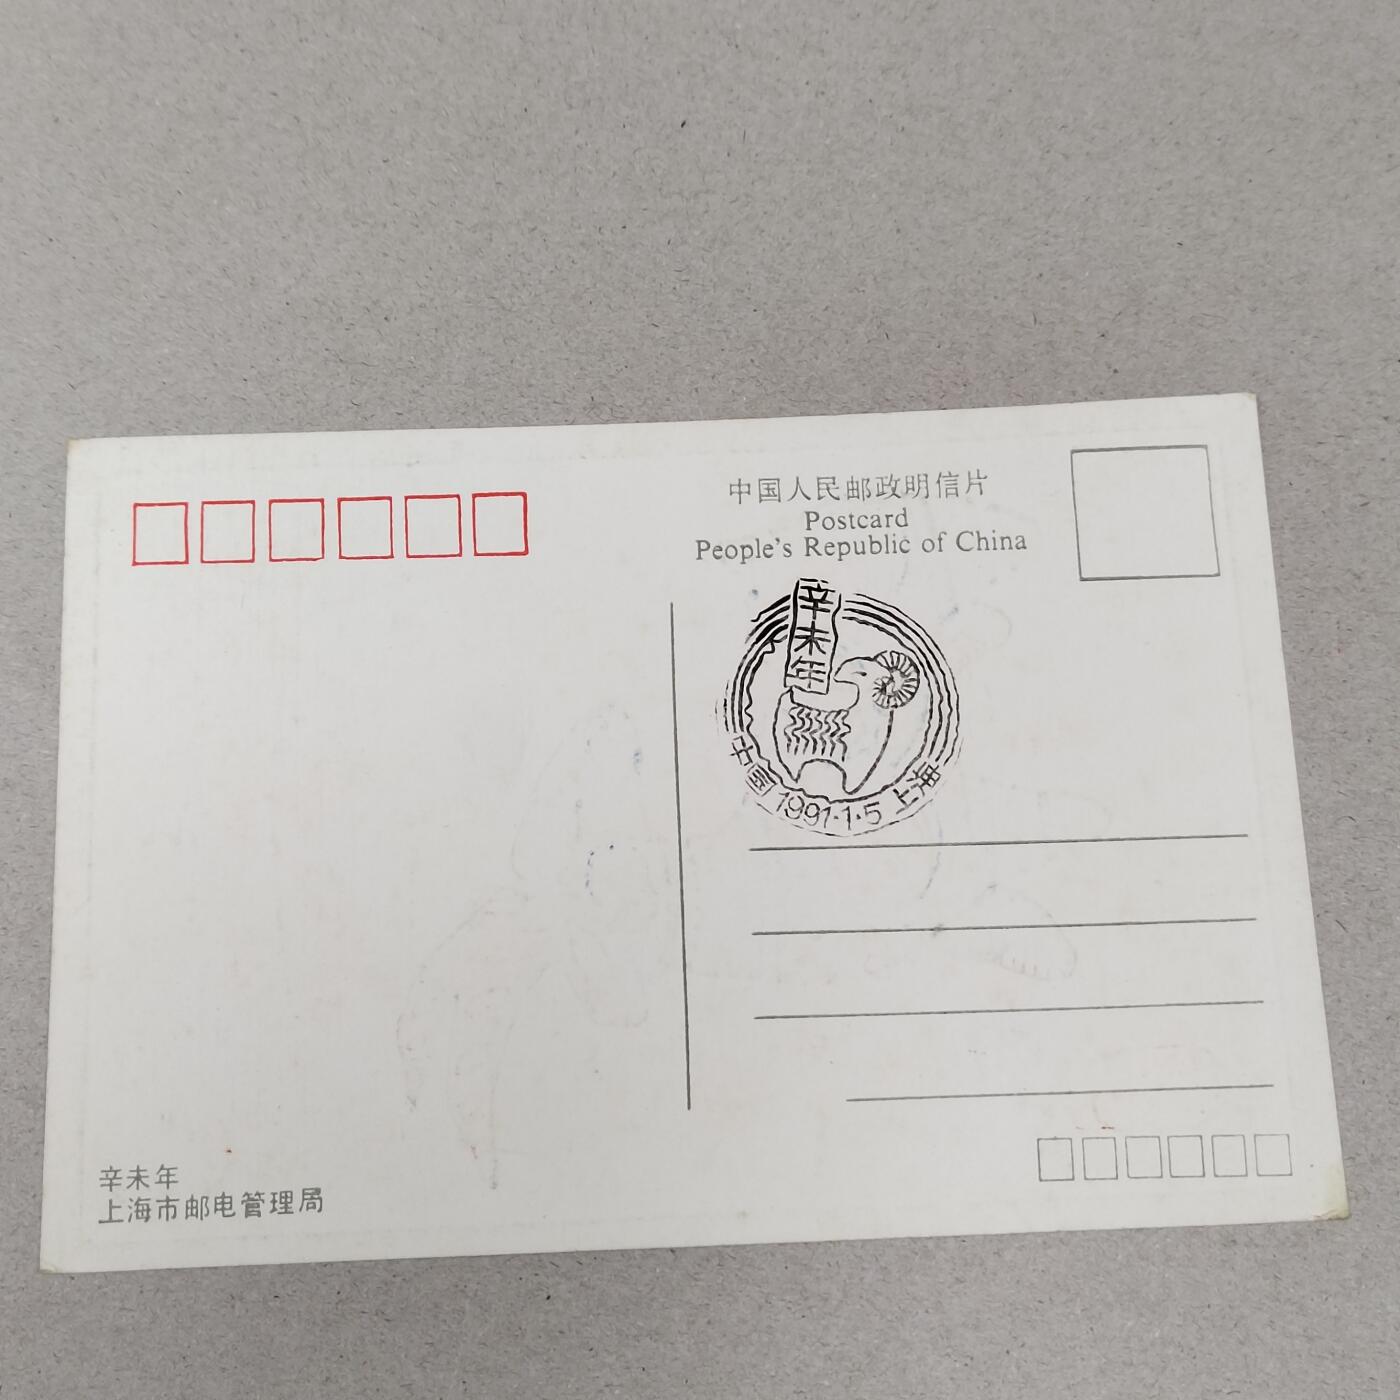 中国人民邮政明信片
Postcard
People's Republic of China
辛未年
中国 1991·1·5 上海
辛未年
上海市邮电管理局